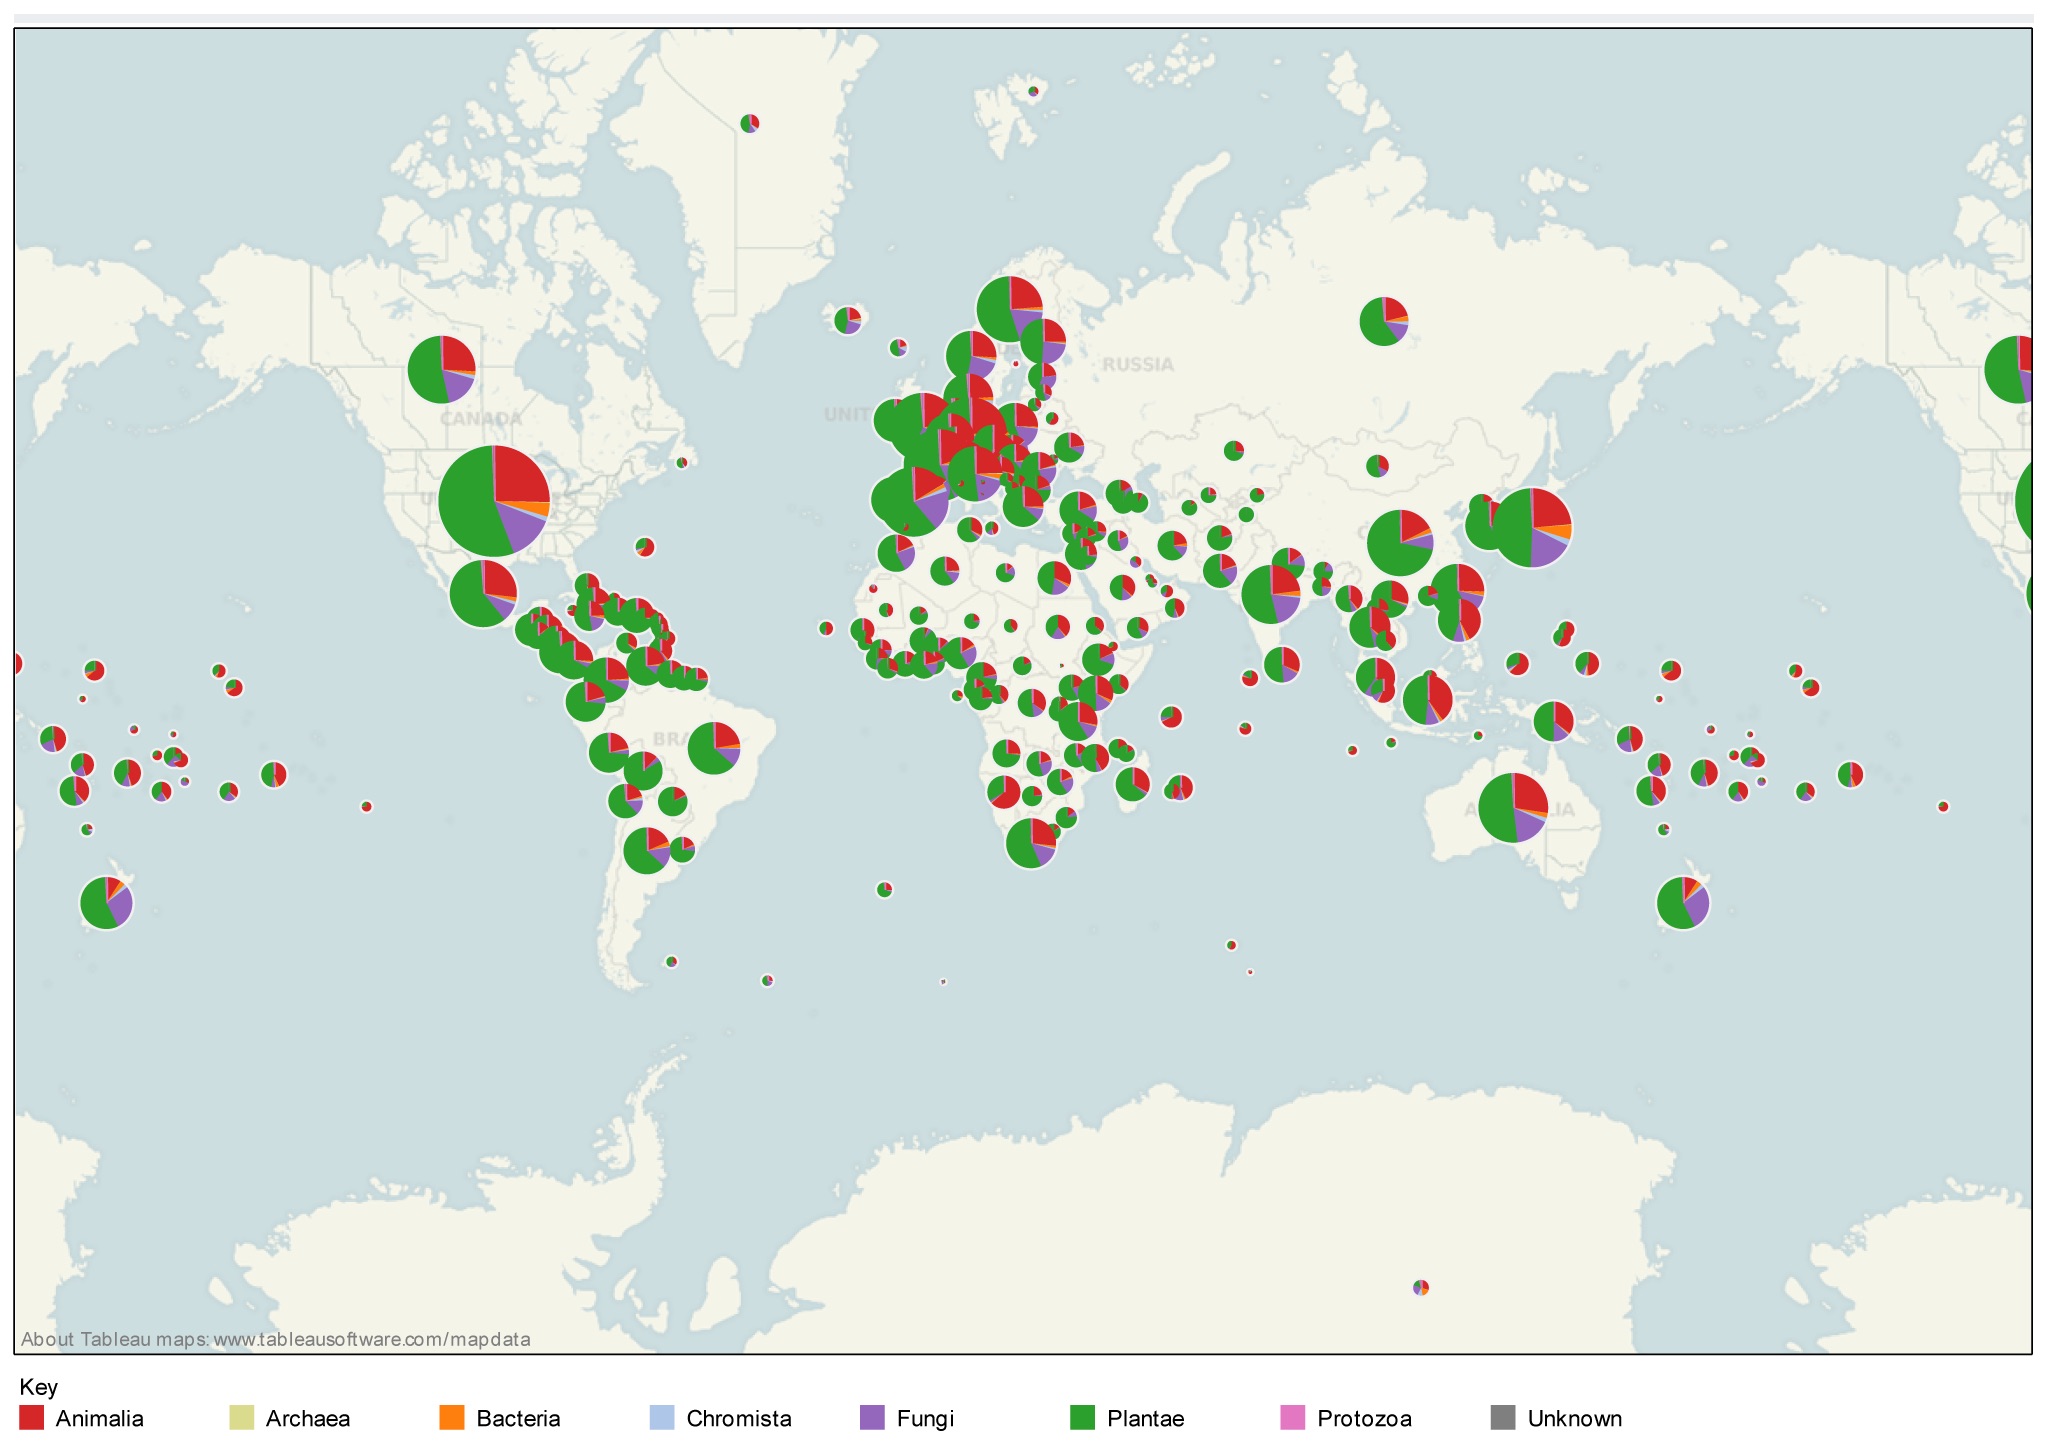 RUSSIA
CANADA
UNIT
BRA
About Tableau maps: www.tableausoftware.com/mapdata
Key
Animalia
Archaea
Bacteria
Chromista
Fungi
Plantae
Protozoa
Unknown